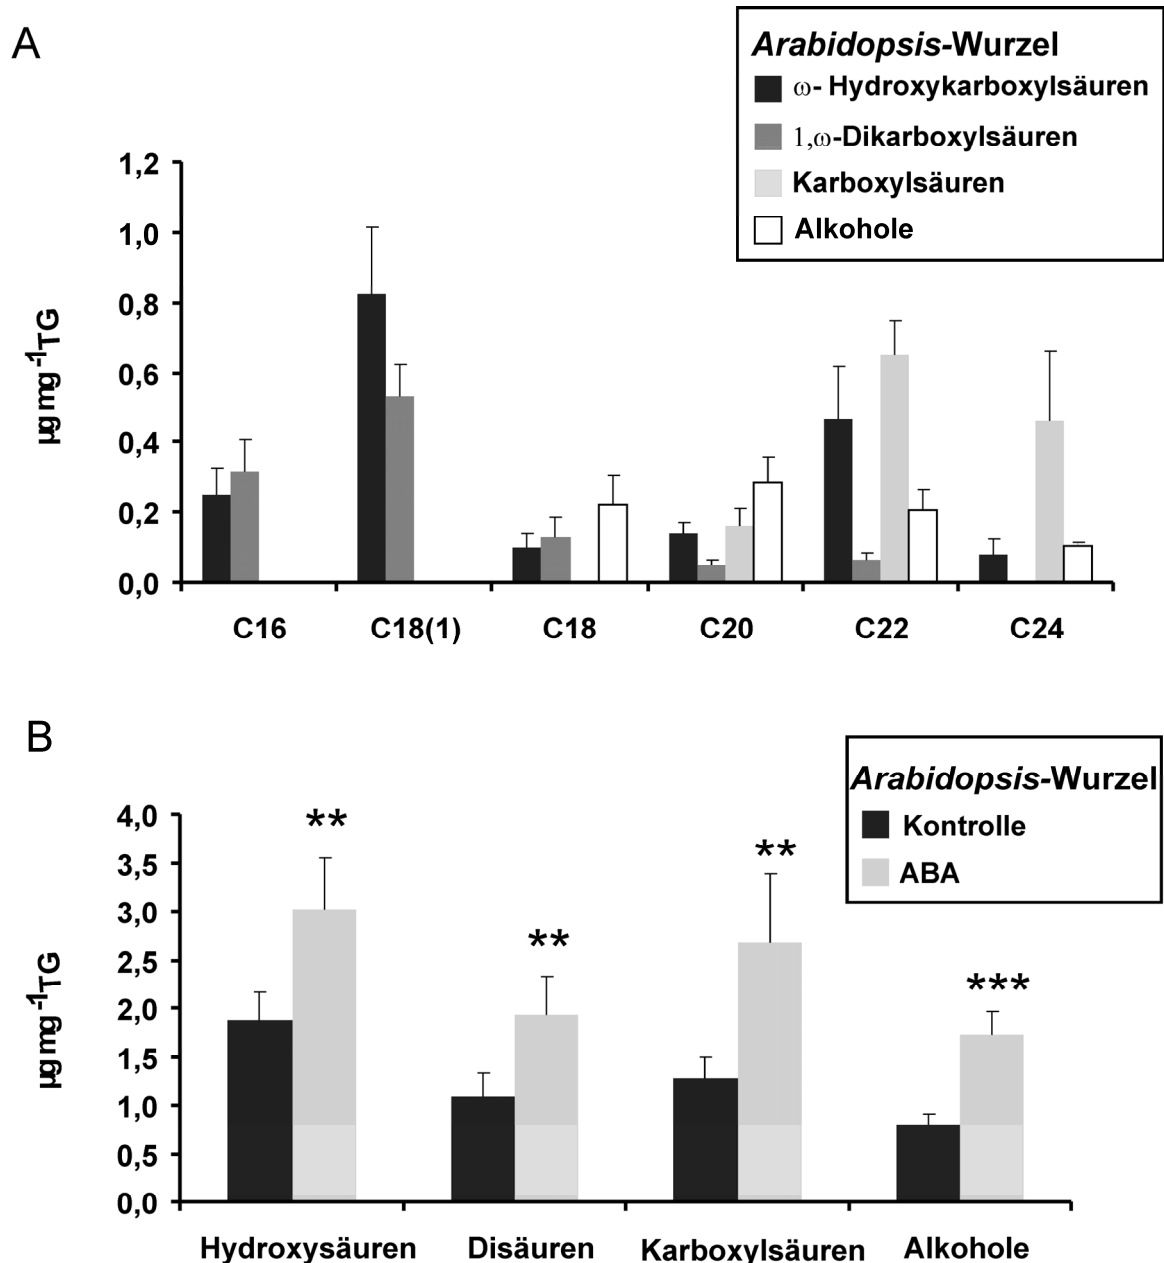 A
Arabidopsis-Wurzel
ω- Hydroxykarboxylsäuren
1,ω-Dikarboxylsäuren
Karboxylsäuren
Alkohole
µg mg -1TG
1,2
1,0
0,8
0,6
0,4
0,2
0,0
C16 C18(1) C18 C20 C22 C24
B
Arabidopsis-Wurzel
Kontrolle
ABA
µg mg -1TG
4,0
3,5
3,0
2,5
2,0
1,5
1,0
0,5
0,0
** ** ** ***
Hydroxysäuren Disäuren Karboxylsäuren Alkohole